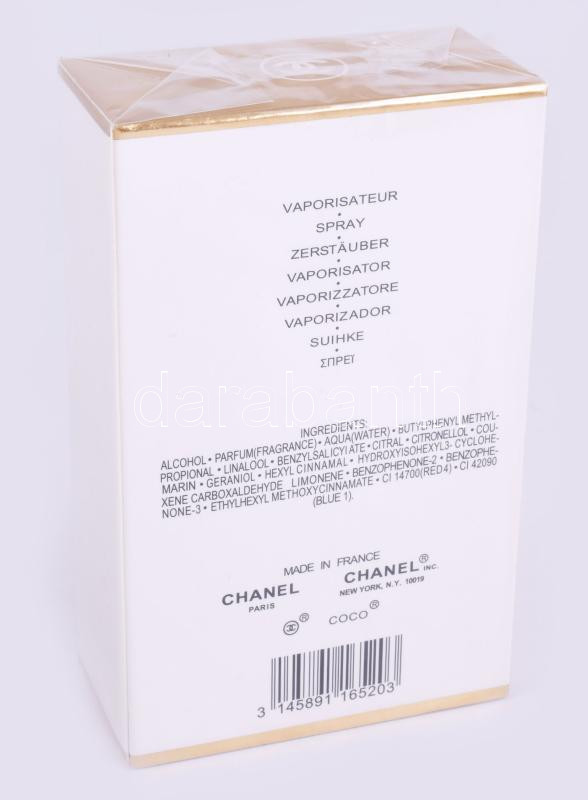 VAPORISATEUR
•
SPRAY
•
ZERSTÄUBER
•
VAPORISATOR
•
VAPORIZZATORE
•
VAPORIZADOR
•
SUIHKE
•
ΣΠΡΕΪ
darabanth
INGREDIENTS:
ALCOHOL • PARFUM(FRAGRANCE) • AQUA(WATER) • BUTYLPHENYL METHYL-
PROPIONAL • LINALOOL • BENZYLSALICYIATE • CITRAL • CITRONELLOL • COU-
MARIN • GERANIOL • HEXYL CINNAMAL • HYDROXYISOHEXYL3- CYCLOHE-
XENE CARBOXALDEHYDE LIMONENE • BENZOPHENONE-2 • BENZOPHE-
NONE-3 • ETHYLHEXYL METHOXYCINNAMATE • CI 14700(RED4) • CI 42090
(BLUE 1).
MADE IN FRANCE
CHANEL CHANEL® INC.
PARIS NEW YORK, N.Y. 10019
® COCO®
3 145891 165203